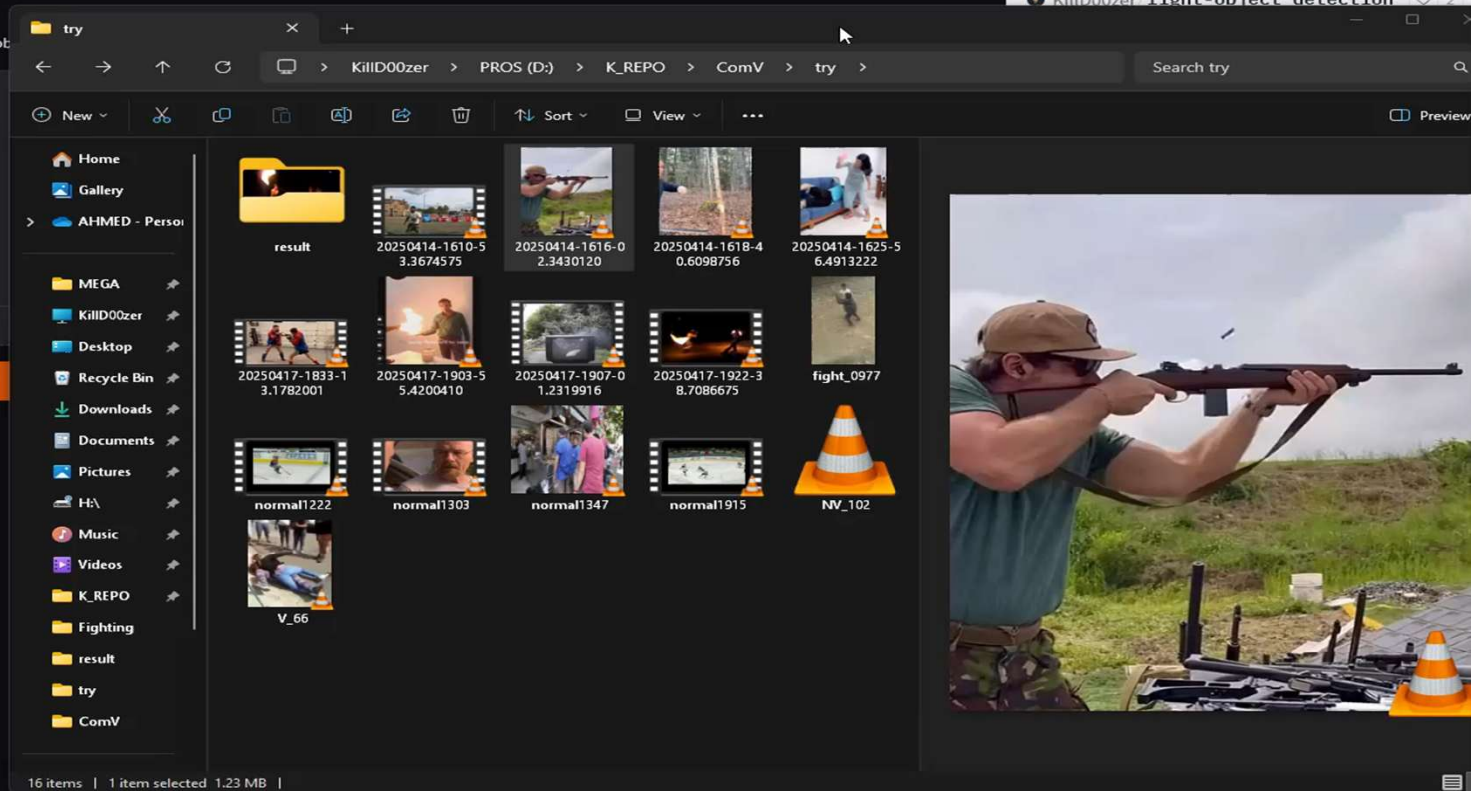 try
KillD00zer
PROS (D:)
K_REPO
ComV
try
Search try
New
Sort
View
Preview
Home
Gallery
AHMED - Person
MEGA
KillD00zer
Desktop
Recycle Bin
Downloads
Documents
Pictures
H:\
Music
Videos
K_REPO
Fighting
result
try
ComV
result
20250414-1610-5
3.3674575
20250414-1616-0
2.3430120
20250414-1618-4
0.6098756
20250414-1625-5
6.4913222
20250417-1833-1
3.1782001
20250417-1903-5
5.4200410
20250417-1907-0
1.2319916
20250417-1922-3
8.7086675
fight_0977
normal1222
normal1303
normal1347
normal1915
NV_102
V_66
16 items
1 item selected 1.23 MB